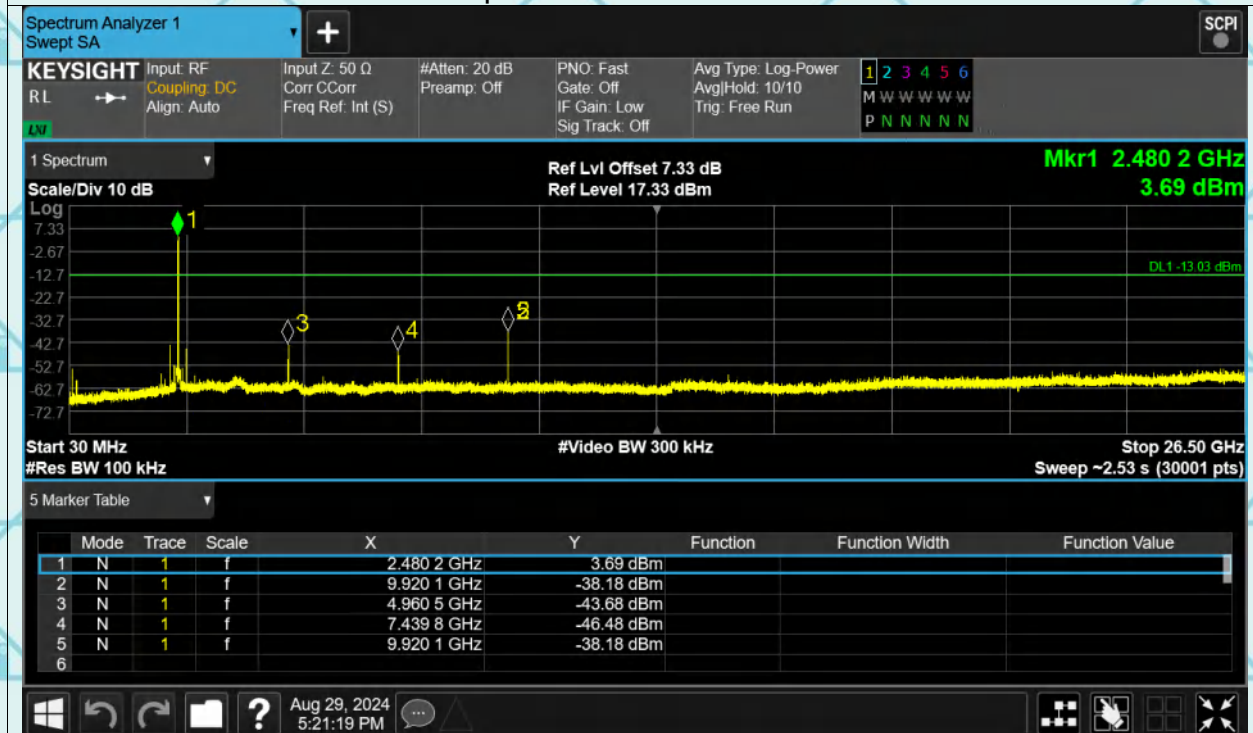 Spectrum Analyzer 1
Swept SA
+
SCPI
KEYSIGHT
RL
LXI
Input: RF
Coupling: DC
Align: Auto
Input Z: 50 Ω
Corr CCorr
Freq Ref: Int (S)
#Atten: 20 dB
Preamp: Off
PNO: Fast
Gate: Off
IF Gain: Low
Sig Track: Off
Avg Type: Log-Power
Avg|Hold: 10/10
Trig: Free Run
1 2 3 4 5 6
M W W W W W
P N N N N N
1 Spectrum
Scale/Div 10 dB
Ref Lvl Offset 7.33 dB
Ref Level 17.33 dBm
Mkr1 2.480 2 GHz
3.69 dBm
Log
7.33
-2.67
-12.7
-22.7
-32.7
-42.7
-52.7
-62.7
-72.7
1
3
4
DL1 -13.03 dBm
Start 30 MHz
#Res BW 100 kHz
#Video BW 300 kHz
Stop 26.50 GHz
Sweep ~2.53 s (30001 pts)
5 Marker Table
Mode Trace Scale X Y Function Function Width Function Value
1 N 1 f 2.480 2 GHz 3.69 dBm
2 N 1 f 9.920 1 GHz -38.18 dBm
3 N 1 f 4.960 5 GHz -43.68 dBm
4 N 1 f 7.439 8 GHz -46.48 dBm
5 N 1 f 9.920 1 GHz -38.18 dBm
6
?
Aug 29, 2024
5:21:19 PM